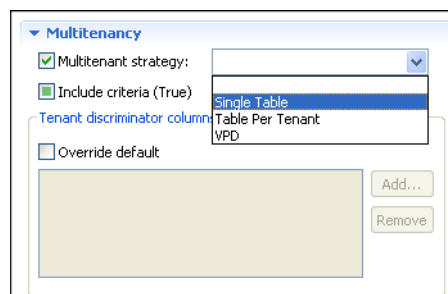 Multitenancy
Multitenant strategy:
Include criteria (True)
Single Table
Table Per Tenant
VPD
Tenant discriminator column
Override default
Add...
Remove